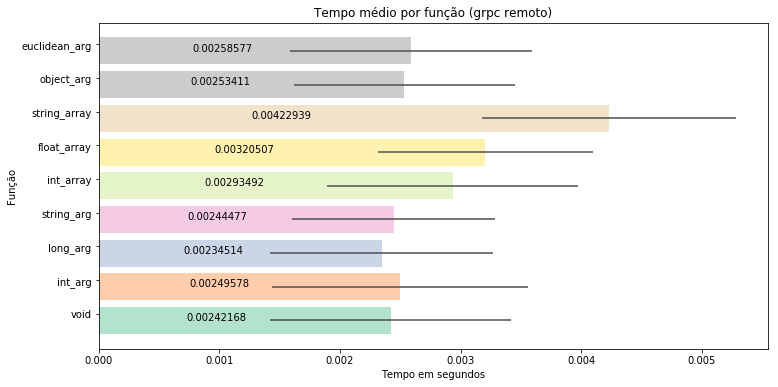 Tempo médio por função (grpc remoto)
Função
euclidean_arg 0.00258577
object_arg 0.00253411
string_array 0.00422939
float_array 0.00320507
int_array 0.00293492
string_arg 0.00244477
long_arg 0.00234514
int_arg 0.00249578
void 0.00242168
0.000 0.001 0.002 0.003 0.004 0.005
Tempo em segundos